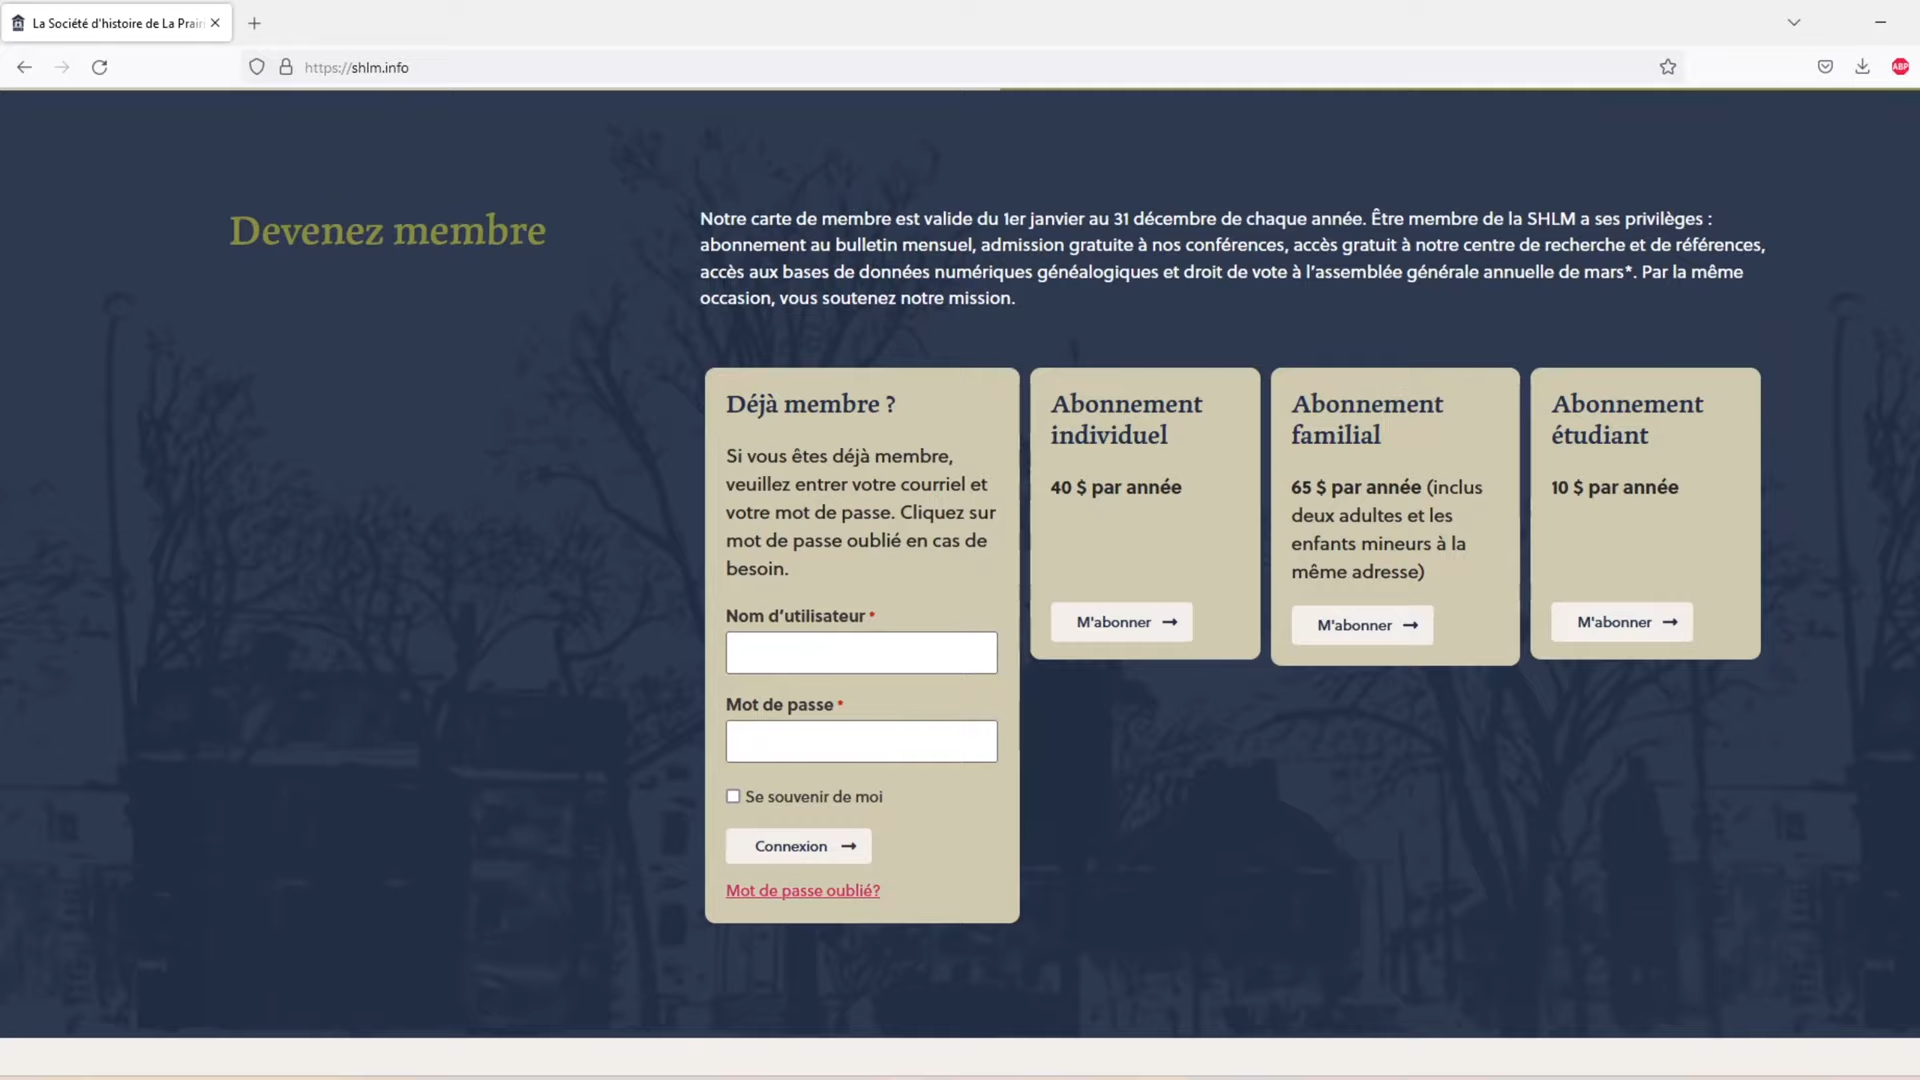 La Société d'histoire de La Prair
https://shlm.info
ABP
Devenez membre
Notre carte de membre est valide du 1er janvier au 31 décembre de chaque année. Être membre de la SHLM a ses privilèges :
abonnement au bulletin mensuel, admission gratuite à nos conférences, accès gratuit à notre centre de recherche et de références,
accès aux bases de données numériques généalogiques et droit de vote à l'assemblée générale annuelle de mars*. Par la même
occasion, vous soutenez notre mission.
Déjà membre ?
Si vous êtes déjà membre,
veuillez entrer votre courriel et
votre mot de passe. Cliquez sur
mot de passe oublié en cas de
besoin.
Nom d'utilisateur *
Mot de passe *
Se souvenir de moi
Connexion →
Mot de passe oublié?
Abonnement
individuel
40 $ par année
M'abonner →
Abonnement
familial
65 $ par année (inclus
deux adultes et les
enfants mineurs à la
même adresse)
M'abonner →
Abonnement
étudiant
10 $ par année
M'abonner →